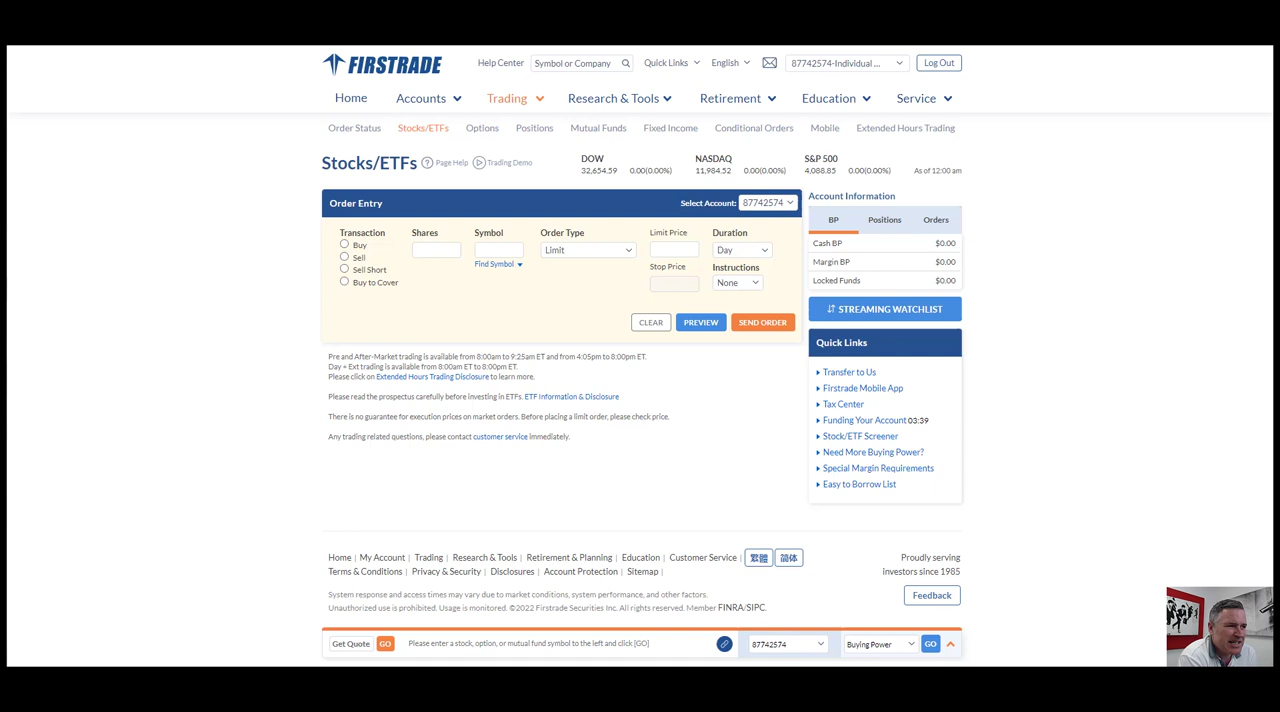 FIRSTRADE
Help Center
Symbol or Company
Quick Links
English
87742574-Individual ...
Log Out
Home
Accounts
Trading
Research & Tools
Retirement
Education
Service
Order Status
Stocks/ETFs
Options
Positions
Mutual Funds
Fixed Income
Conditional Orders
Mobile
Extended Hours Trading
Stocks/ETFs
? Page Help
Trading Demo
DOW
32,654.59 0.00(0.00%)
NASDAQ
11,984.52 0.00(0.00%)
S&P 500
4,088.85 0.00(0.00%)
As of 12:00 am
Order Entry
Select Account: 87742574
Transaction
Buy
Sell
Sell Short
Buy to Cover
Shares
Symbol
Find Symbol
Order Type
Limit
Limit Price
Stop Price
Duration
Day
Instructions
None
CLEAR
PREVIEW
SEND ORDER
Pre and After-Market trading is available from 8:00am to 9:25am ET and from 4:05pm to 8:00pm ET.
Day + Ext trading is available from 8:00am ET to 8:00pm ET.
Please click on Extended Hours Trading Disclosure to learn more.
Please read the prospectus carefully before investing in ETFs. ETF Information & Disclosure
There is no guarantee for execution prices on market orders. Before placing a limit order, please check price.
Any trading related questions, please contact customer service immediately.
Account Information
BP
Positions
Orders
Cash BP $0.00
Margin BP $0.00
Locked Funds $0.00
STREAMING WATCHLIST
Quick Links
Transfer to Us
Firstrade Mobile App
Tax Center
Funding Your Account 03:39
Stock/ETF Screener
Need More Buying Power?
Special Margin Requirements
Easy to Borrow List
Home | My Account | Trading | Research & Tools | Retirement & Planning | Education | Customer Service | 繁體 简体
Terms & Conditions | Privacy & Security | Disclosures | Account Protection | Sitemap |
Proudly serving
investors since 1985
System response and access times may vary due to market conditions, system performance, and other factors.
Unauthorized use is prohibited. Usage is monitored. ©2022 Firstrade Securities Inc. All rights reserved. Member FINRA/SIPC.
Feedback
Get Quote
GO
Please enter a stock, option, or mutual fund symbol to the left and click [GO]
87742574
Buying Power
GO